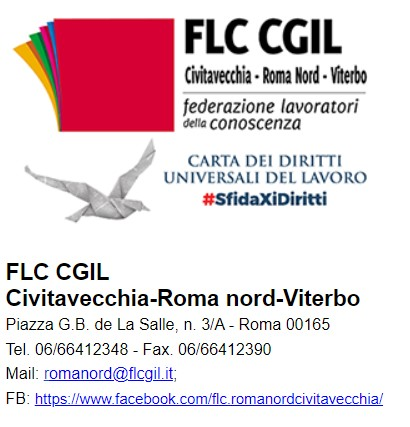 FLC CGIL
Civitavecchia - Roma Nord - Viterbo
federazione lavoratori
della conoscenza
CARTA DEI DIRITTI
UNIVERSALI DEL LAVORO
#SfidaXiDiritti
FLC CGIL
Civitavecchia-Roma nord-Viterbo
Piazza G.B. de La Salle, n. 3/A - Roma 00165
Tel. 06/66412348 - Fax. 06/66412390
Mail: romanord@flcgil.it;
FB: https://www.facebook.com/flc.romanordcivitavecchia/